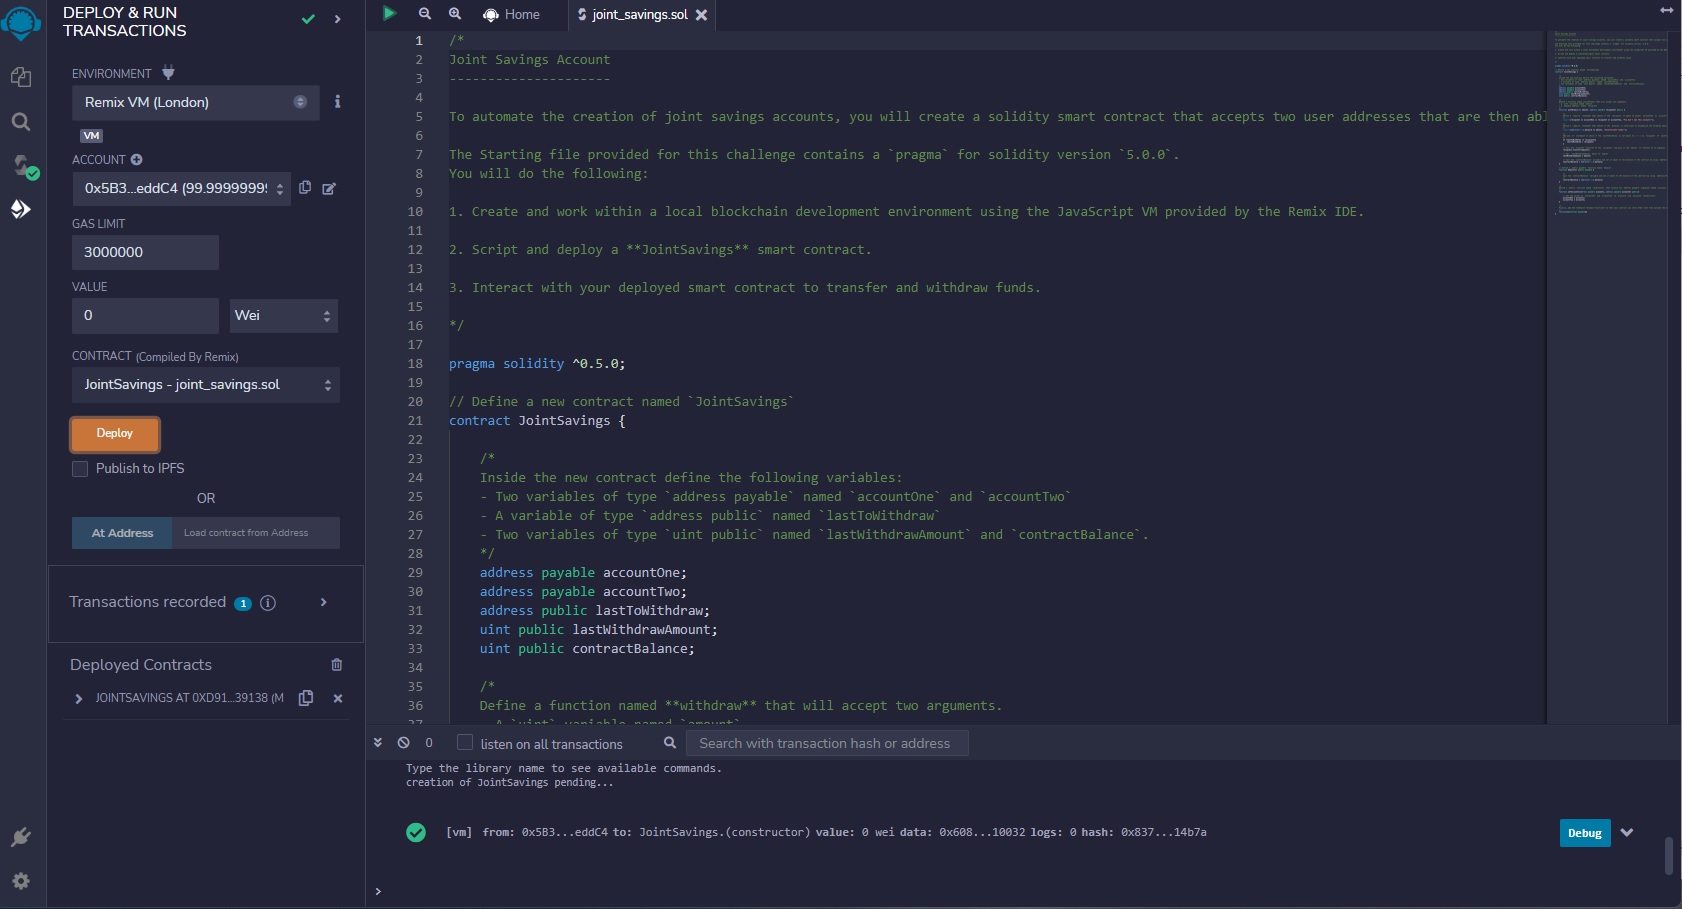 DEPLOY & RUN
TRANSACTIONS
ENVIRONMENT
Remix VM (London)
VM
ACCOUNT
0x5B3...eddC4 (99.99999999
GAS LIMIT
3000000
VALUE
0
Wei
CONTRACT (Compiled By Remix)
JointSavings - joint_savings.sol
Deploy
Publish to IPFS
OR
At Address
Load contract from Address
Transactions recorded 1 i
Deployed Contracts
JOINTSAVINGS AT 0XD91...39138 (M
Home
joint_savings.sol
1 /*
2 Joint Savings Account
3 ---------------------
4
5 To automate the creation of joint savings accounts, you will create a solidity smart contract that accepts two user addresses that are then abl
6
7 The Starting file provided for this challenge contains a `pragma` for solidity version `5.0.0`.
8 You will do the following:
9
10 1. Create and work within a local blockchain development environment using the JavaScript VM provided by the Remix IDE.
11
12 2. Script and deploy a **JointSavings** smart contract.
13
14 3. Interact with your deployed smart contract to transfer and withdraw funds.
15
16 */
17
18 pragma solidity ^0.5.0;
19
20 // Define a new contract named `JointSavings`
21 contract JointSavings {
22
23 /*
24 Inside the new contract define the following variables:
25 - Two variables of type `address payable` named `accountOne` and `accountTwo`
26 - A variable of type `address public` named `lastToWithdraw`
27 - Two variables of type `uint public` named `lastWithdrawAmount` and `contractBalance`.
28 */
29 address payable accountOne;
30 address payable accountTwo;
31 address public lastToWithdraw;
32 uint public lastWithdrawAmount;
33 uint public contractBalance;
34
35 /*
36 Define a function named **withdraw** that will accept two arguments.
37 - A `uint` variable named `amount`
0
listen on all transactions
Search with transaction hash or address
Type the library name to see available commands.
creation of JointSavings pending...
[vm] from: 0x5B3...eddC4 to: JointSavings.(constructor) value: 0 wei data: 0x608...10032 logs: 0 hash: 0x837...14b7a
Debug
>